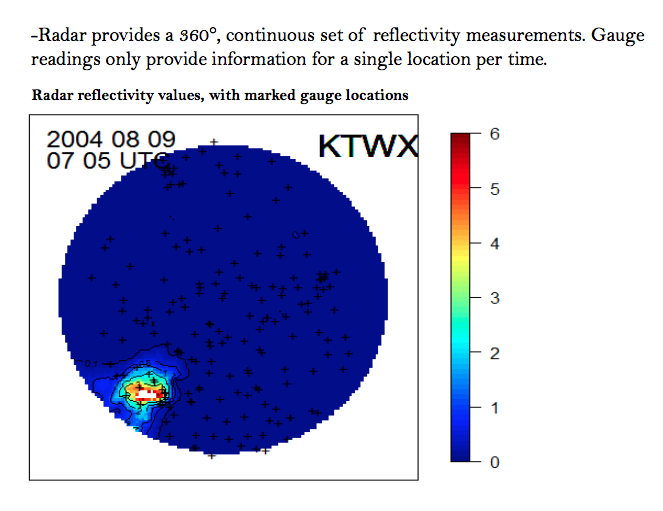 -Radar provides a 360°, continuous set of reflectivity measurements. Gauge
readings only provide information for a single location per time.
Radar reflectivity values, with marked gauge locations
2004 08 09
07 05 UTC
KTWX
6
5
4
3
2
1
0